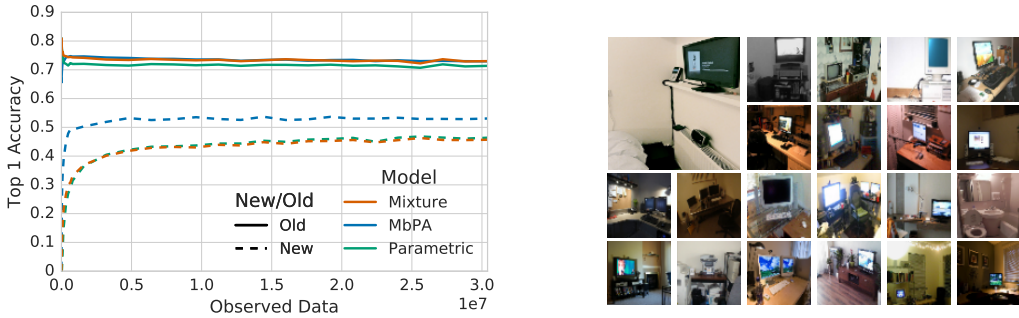 0.9
0.8
0.7
0.6
0.5
0.4
0.3
0.2
0.1
0
Top 1 Accuracy
0.0 0.5 1.0 1.5 2.0 2.5 3.0
1e7
Observed Data
New/Old
Old
New
Model
Mixture
MbPA
Parametric